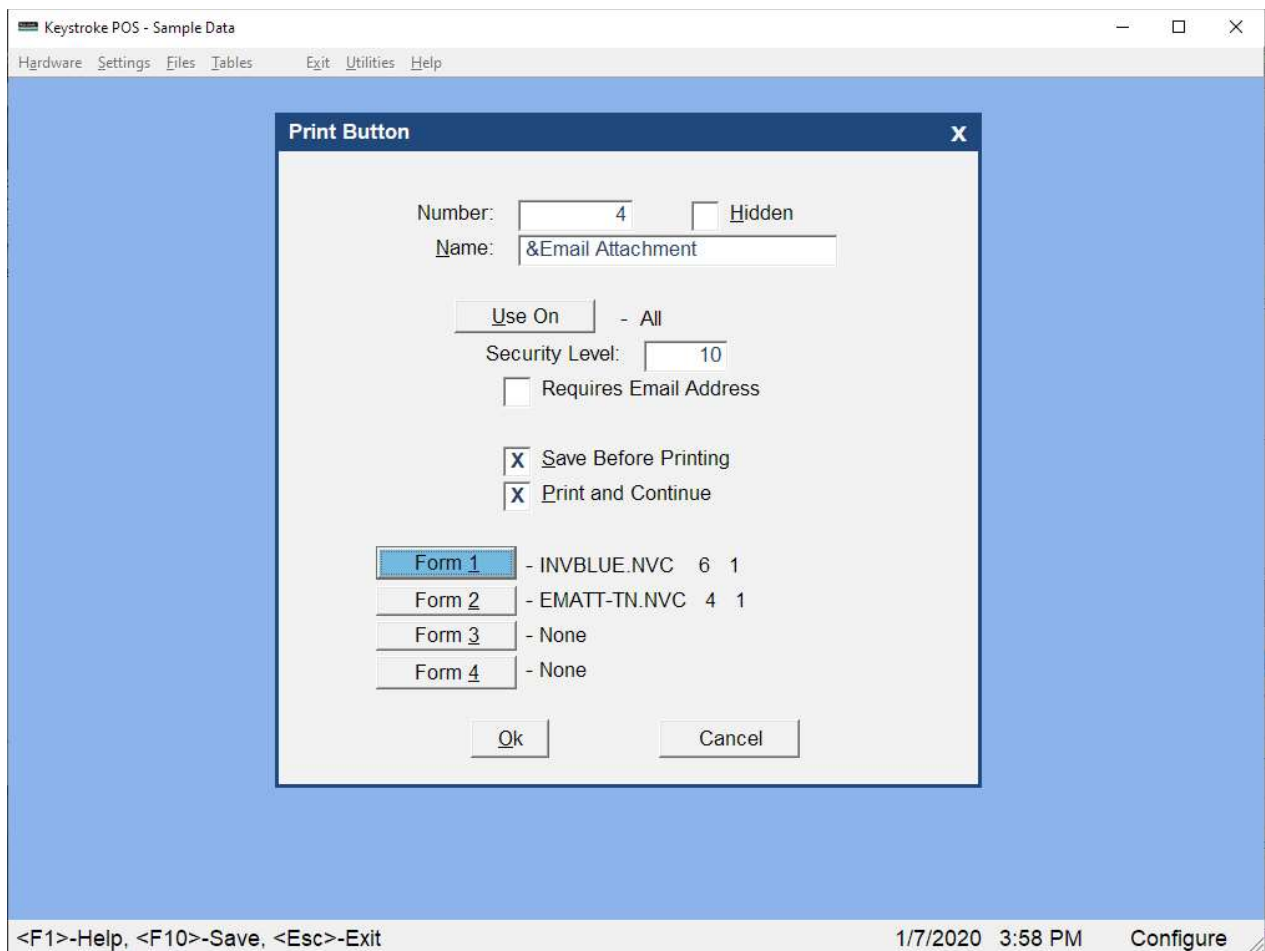 Keystroke POS - Sample Data
Hardware Settings Files Tables Exit Utilities Help
Print Button X
Number: 4 Hidden
Name: &Email Attachment
Use On - All
Security Level: 10
Requires Email Address
X Save Before Printing
X Print and Continue
Form 1 - INVBLUE.NVC 6 1
Form 2 - EMATT-TN.NVC 4 1
Form 3 - None
Form 4 - None
Ok Cancel
<F1>-Help, <F10>-Save, <Esc>-Exit 1/7/2020 3:58 PM Configure